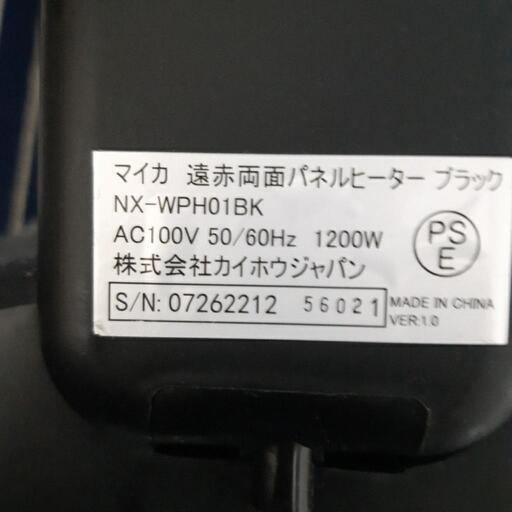 マイカ 遠赤両面パネルヒーター ブラック
NX-WPH01BK
AC100V 50/60Hz 1200W
株式会社カイホウジャパン
PS
E
S/N: 07262212 56021
MADE IN CHINA
VER:1.0